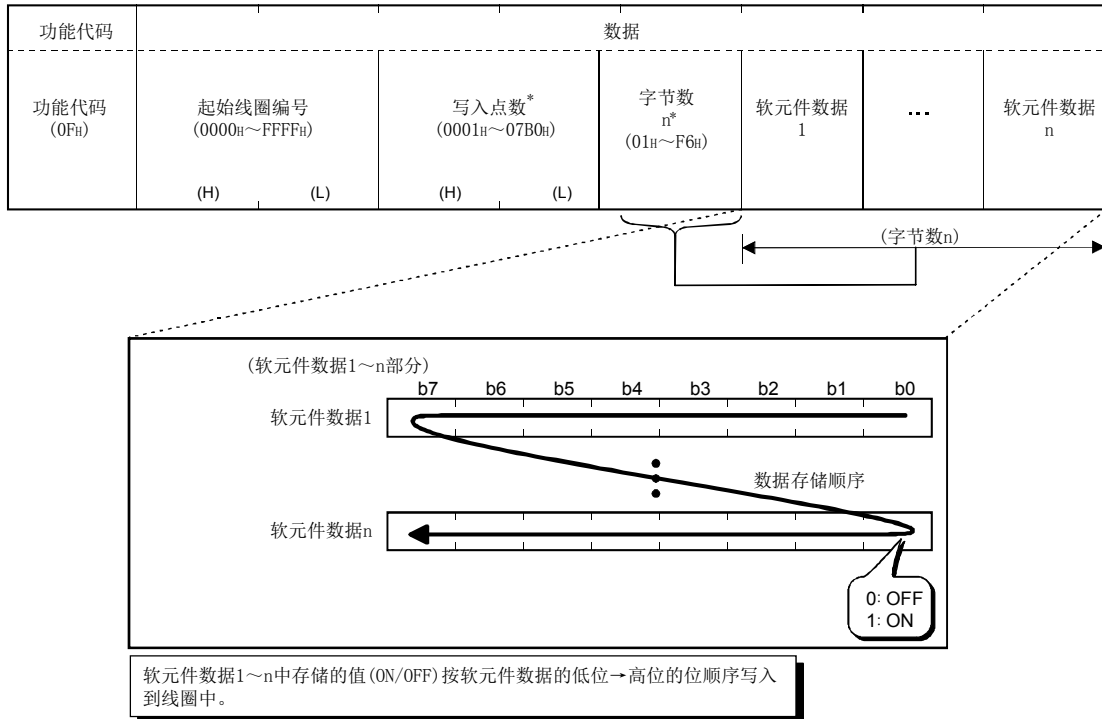 功能代码 数据
功能代码 起始线圈编号 写入点数* 字节数 软元件数据 … 软元件数据
(0FH) (0000H～FFFFH) (0001H～07B0H) n* 1 n
(01H～F6H)
(H) (L) (H) (L)
(字节数n)
(软元件数据1～n部分)
b7 b6 b5 b4 b3 b2 b1 b0
软元件数据1
数据存储顺序
软元件数据n
0: OFF
1: ON
软元件数据1～n中存储的值(ON/OFF)按软元件数据的低位→高位的位顺序写入
到线圈中。